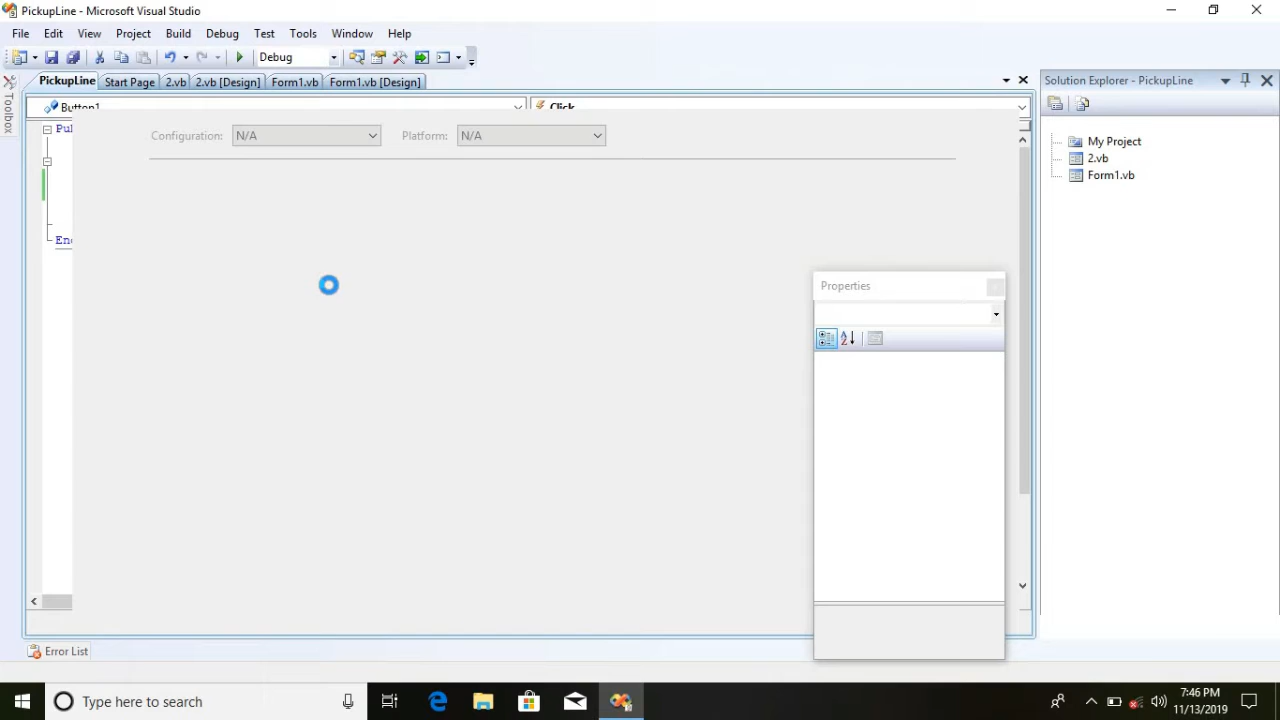 PickupLine - Microsoft Visual Studio
File Edit View Project Build Debug Test Tools Window Help
Debug
PickupLine Start Page 2.vb 2.vb [Design] Form1.vb Form1.vb [Design]
Solution Explorer - PickupLine
Button1 Click
Configuration: N/A Platform: N/A
My Project
2.vb
Form1.vb
Properties
Error List
Type here to search
7:46 PM
11/13/2019